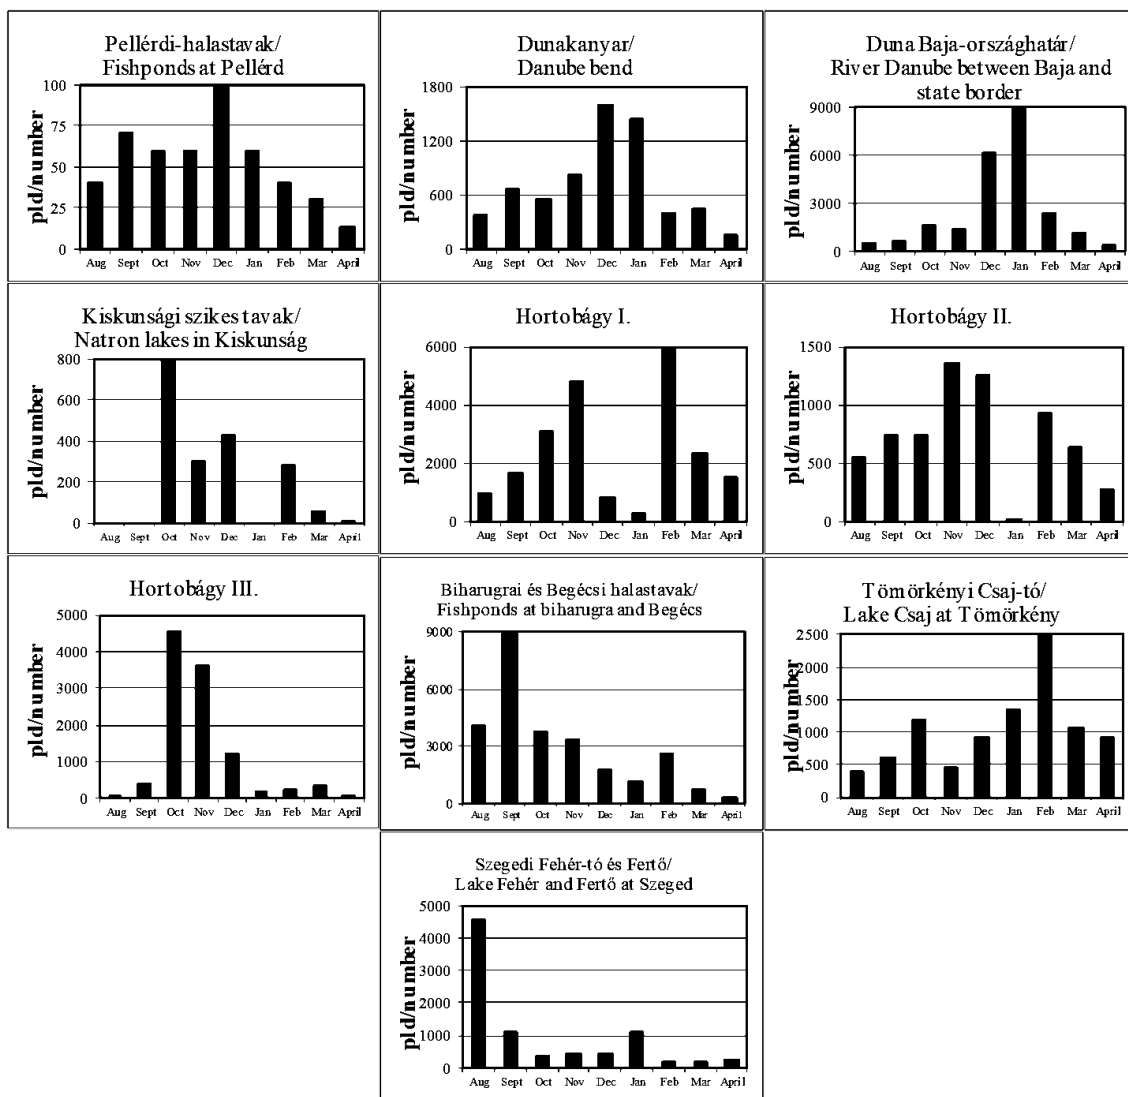 Pellérdi-halastavak/
Fishponds at Pellérd
pld/number
100
75
50
25
0
Aug Sept Oct Nov Dec Jan Feb Mar April
Dunakanyar/
Danube bend
pld/number
1800
1200
600
0
Aug Sept Oct Nov Dec Jan Feb Mar April
Duna Baja-országhatár/
River Danube between Baja and
state border
pld/number
9000
6000
3000
0
Aug Sept Oct Nov Dec Jan Feb Mar April
Kiskunsági szikes tavak/
Natron lakes in Kiskunság
pld/number
800
600
400
200
0
Aug Sept Oct Nov Dec Jan Feb Mar April
Hortobágy I.
pld/number
6000
4000
2000
0
Aug Sept Oct Nov Dec Jan Feb Mar April
Hortobágy II.
pld/number
1500
1000
500
0
Aug Sept Oct Nov Dec Jan Feb Mar April
Hortobágy III.
pld/number
5000
4000
3000
2000
1000
0
Aug Sept Oct Nov Dec Jan Feb Mar April
Biharugrai és Begécsi halastavak/
Fishponds at biharugra and Begécs
pld/number
9000
6000
3000
0
Aug Sept Oct Nov Dec Jan Feb Mar April
Tömörkényi Csaj-tó/
Lake Csaj at Tömörkény
pld/number
2500
2000
1500
1000
500
0
Aug Sept Oct Nov Dec Jan Feb Mar April
Szegedi Fehér-tó és Fertő/
Lake Fehér and Fertő at Szeged
pld/number
5000
4000
3000
2000
1000
0
Aug Sept Oct Nov Dec Jan Feb Mar April